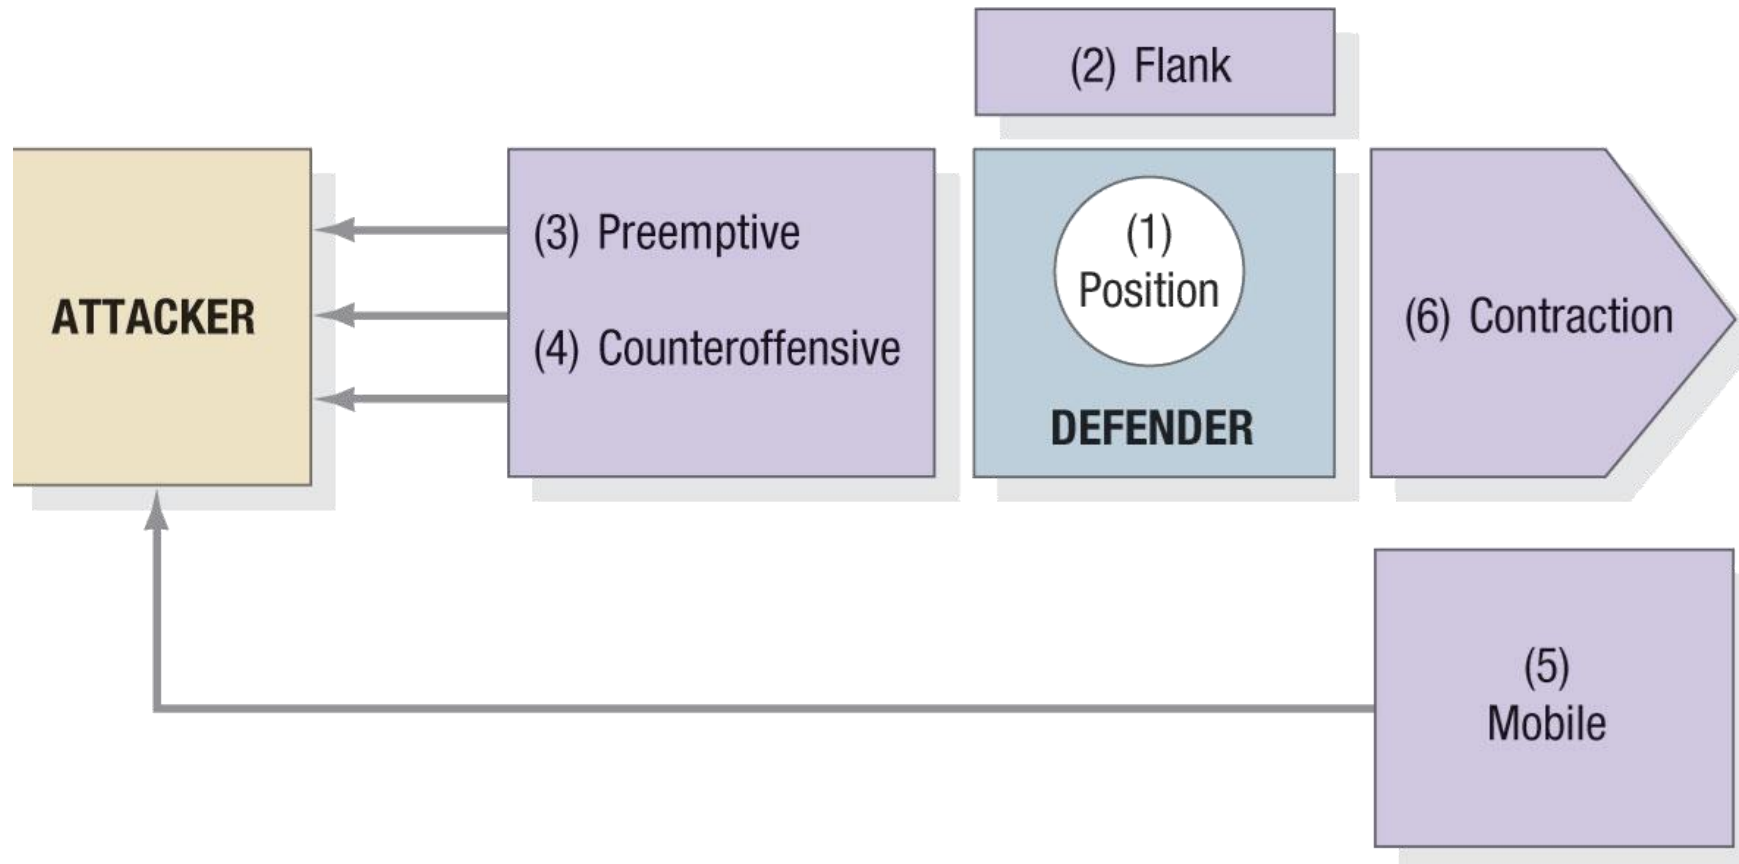 (2) Flank
ATTACKER
(3) Preemptive
(4) Counteroffensive
(1)
Position
DEFENDER
(6) Contraction
(5)
Mobile